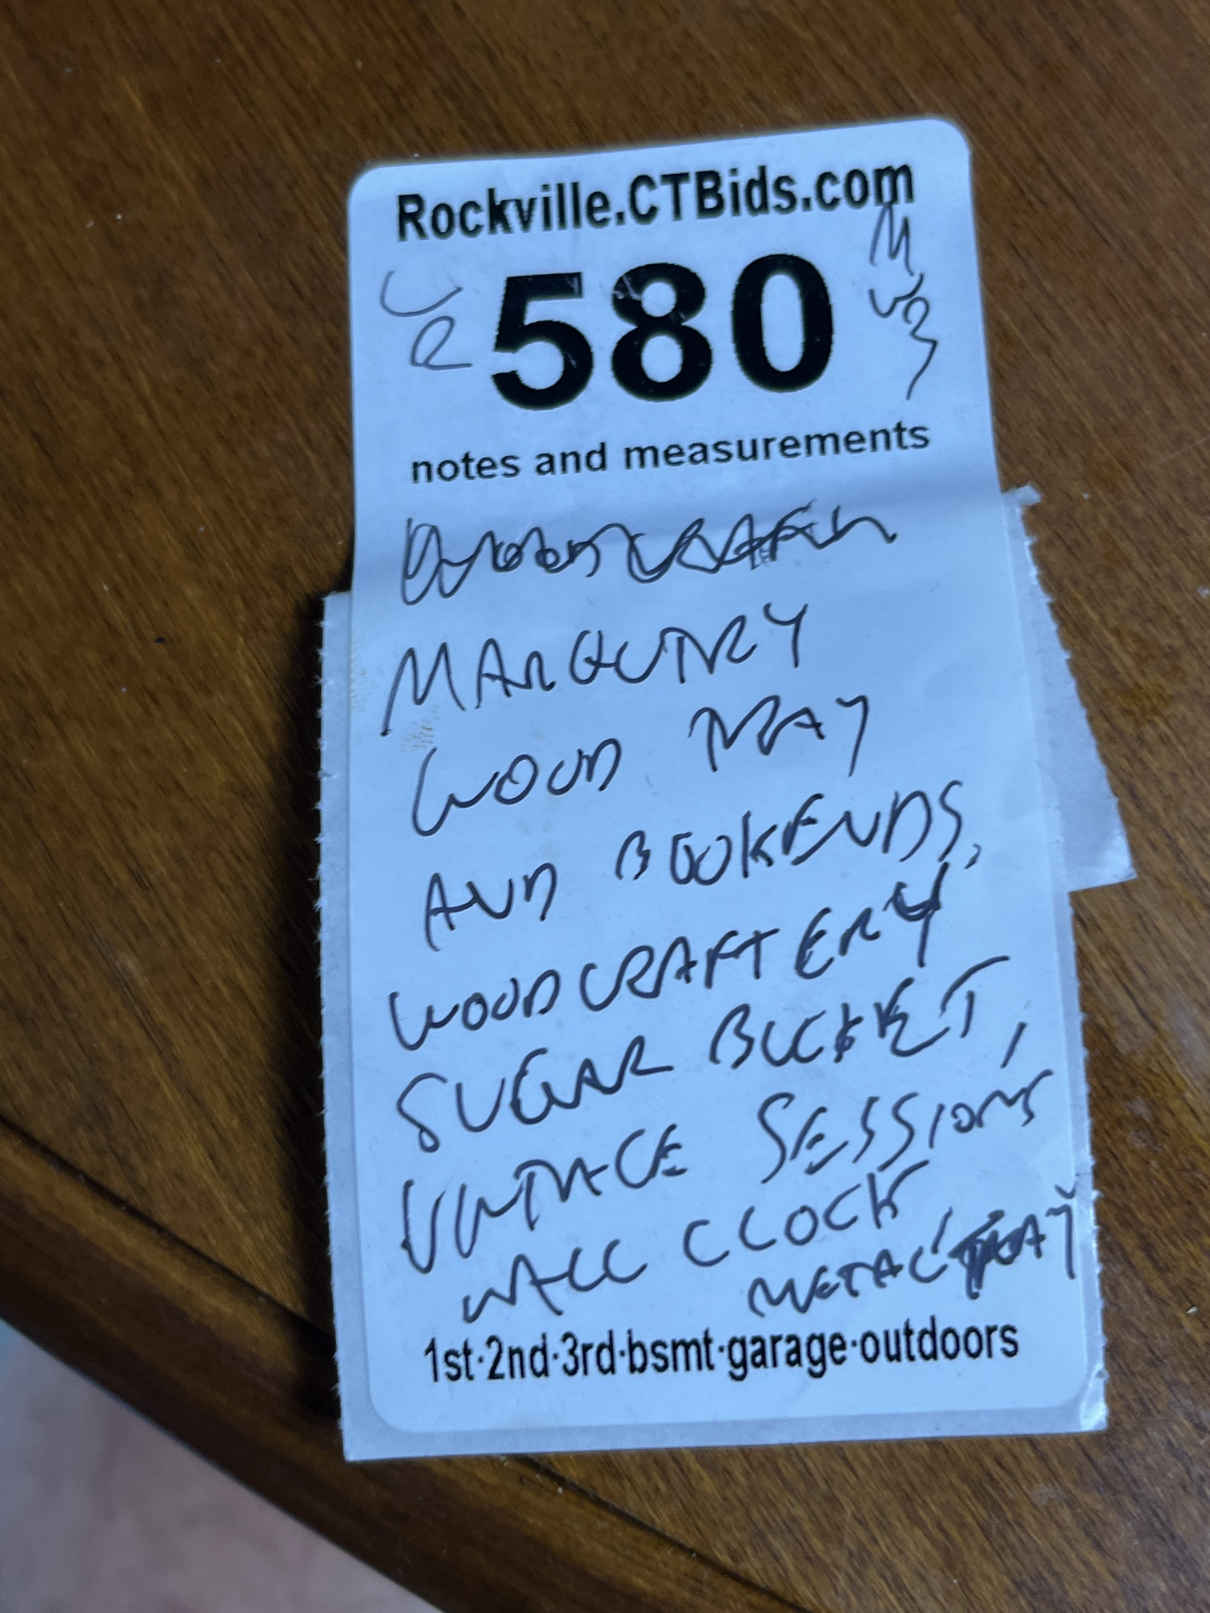 Rockville.CTBids.com
580
notes and measurements
MARQUTRY
WOOD TRAY
AND BOOKENDS,
WOODCRAFTERY
SUGAR BUCKET,
VINTAGE SESSIONS
WALL CLOCK,
METAL TRAY
1st·2nd·3rd·bsmt·garage·outdoors